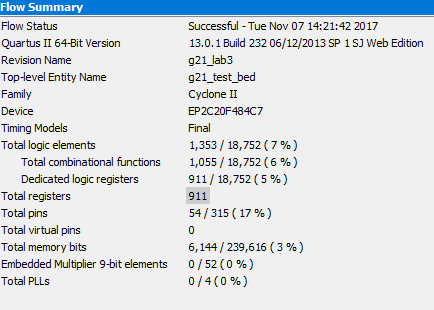 Flow Summary
Flow Status Successful - Tue Nov 07 14:21:42 2017
Quartus II 64-Bit Version 13.0.1 Build 232 06/12/2013 SP 1 SJ Web Edition
Revision Name g21_lab3
Top-level Entity Name g21_test_bed
Family Cyclone II
Device EP2C20F484C7
Timing Models Final
Total logic elements 1,353 / 18,752 ( 7 % )
Total combinational functions 1,055 / 18,752 ( 6 % )
Dedicated logic registers 911 / 18,752 ( 5 % )
Total registers 911
Total pins 54 / 315 ( 17 % )
Total virtual pins 0
Total memory bits 6,144 / 239,616 ( 3 % )
Embedded Multiplier 9-bit elements 0 / 52 ( 0 % )
Total PLLs 0 / 4 ( 0 % )